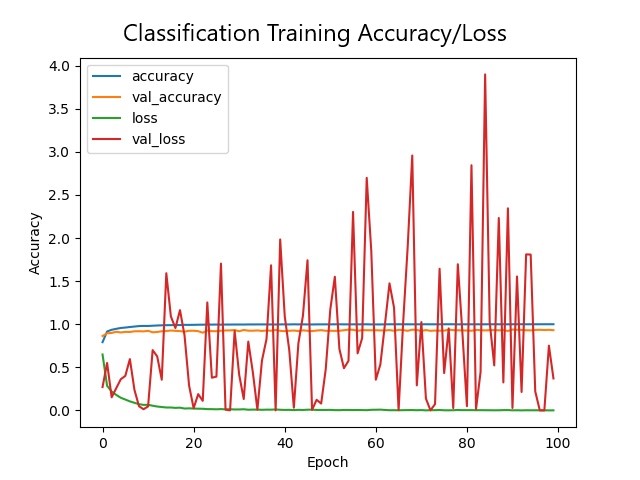 Classification Training Accuracy/Loss
accuracy
val_accuracy
loss
val_loss
4.0
3.5
3.0
2.5
2.0
1.5
1.0
0.5
0.0
Accuracy
0 20 40 60 80 100
Epoch